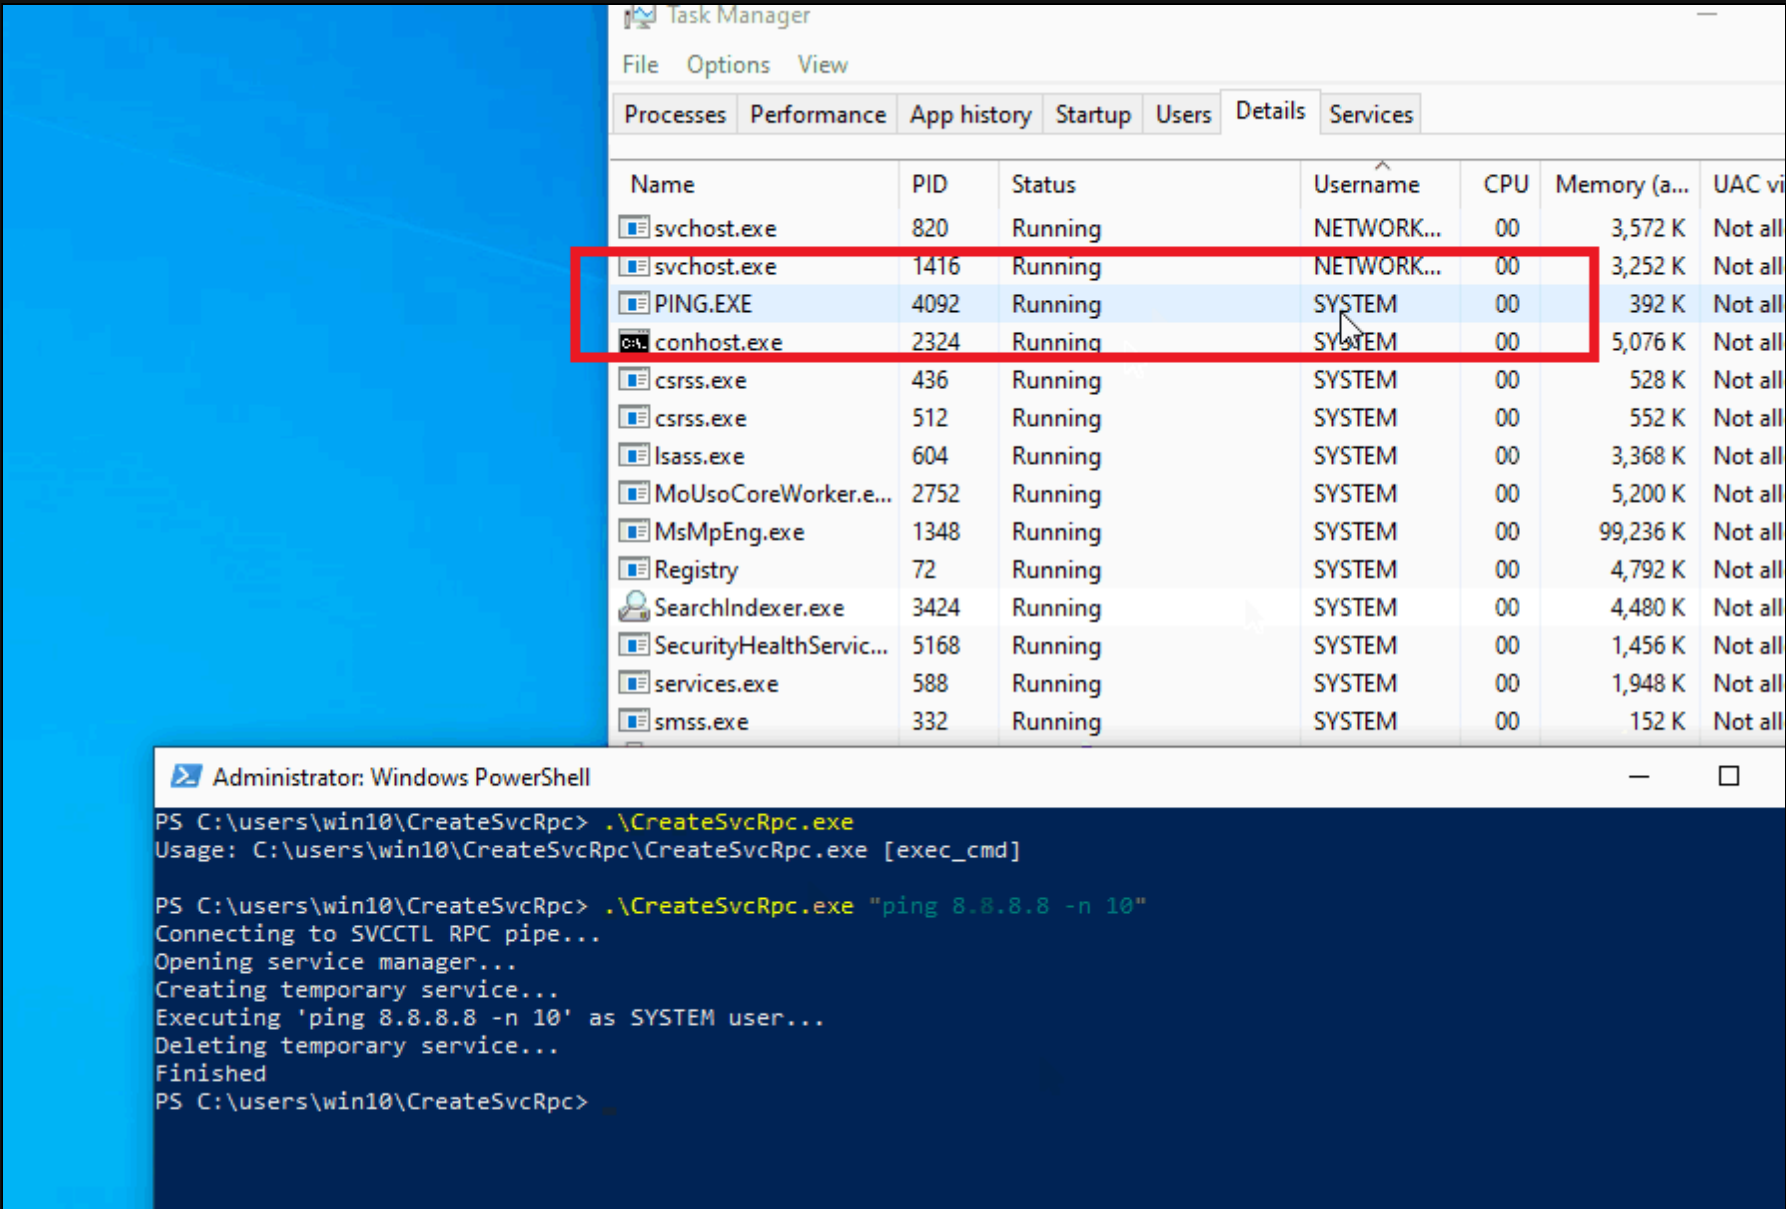 Task Manager
File Options View
Processes Performance App history Startup Users Details Services
Name PID Status Username CPU Memory (a... UAC vi
svchost.exe 820 Running NETWORK... 00 3,572 K Not all
svchost.exe 1416 Running NETWORK... 00 3,252 K Not all
PING.EXE 4092 Running SYSTEM 00 392 K Not all
conhost.exe 2324 Running SYSTEM 00 5,076 K Not all
csrss.exe 436 Running SYSTEM 00 528 K Not all
csrss.exe 512 Running SYSTEM 00 552 K Not all
lsass.exe 604 Running SYSTEM 00 3,368 K Not all
MoUsoCoreWorker.e... 2752 Running SYSTEM 00 5,200 K Not all
MsMpEng.exe 1348 Running SYSTEM 00 99,236 K Not all
Registry 72 Running SYSTEM 00 4,792 K Not all
SearchIndexer.exe 3424 Running SYSTEM 00 4,480 K Not all
SecurityHealthServic... 5168 Running SYSTEM 00 1,456 K Not all
services.exe 588 Running SYSTEM 00 1,948 K Not all
smss.exe 332 Running SYSTEM 00 152 K Not all
Administrator: Windows PowerShell
PS C:\users\win10\CreateSvcRpc> .\CreateSvcRpc.exe
Usage: C:\users\win10\CreateSvcRpc\CreateSvcRpc.exe [exec_cmd]
PS C:\users\win10\CreateSvcRpc> .\CreateSvcRpc.exe "ping 8.8.8.8 -n 10"
Connecting to SVCCTL RPC pipe...
Opening service manager...
Creating temporary service...
Executing 'ping 8.8.8.8 -n 10' as SYSTEM user...
Deleting temporary service...
Finished
PS C:\users\win10\CreateSvcRpc>